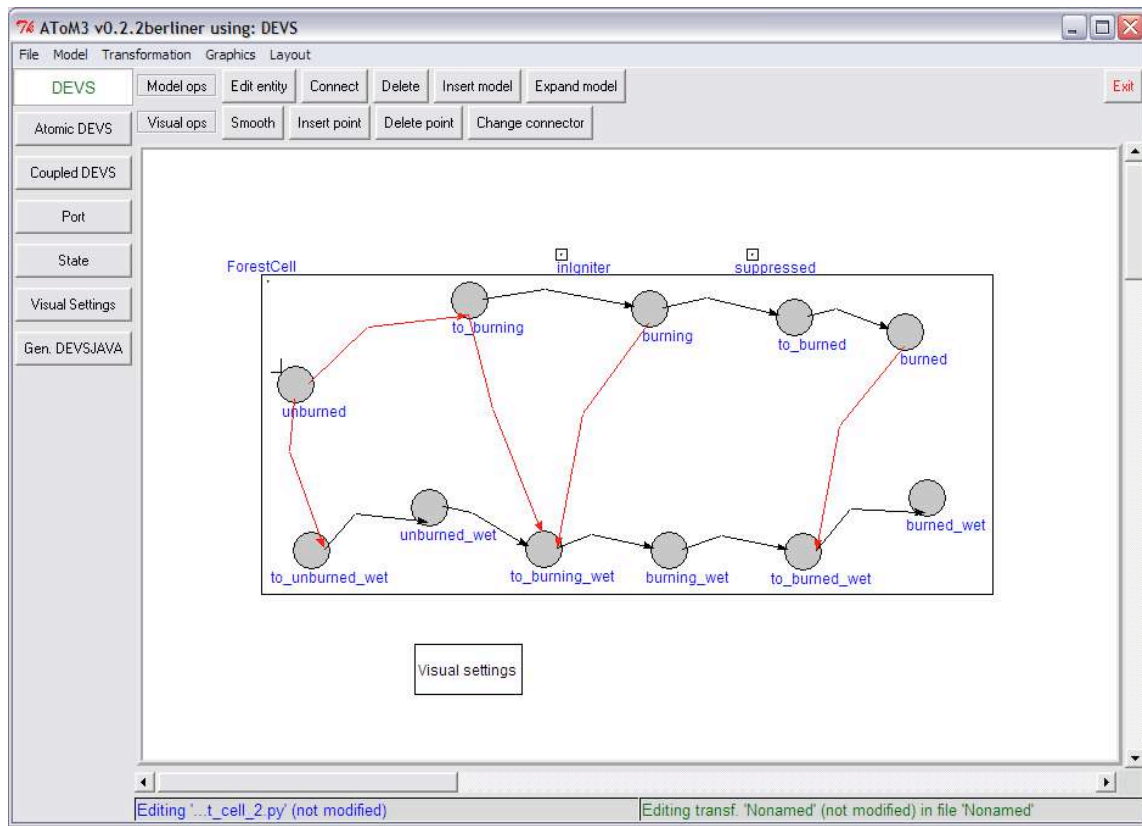 7% AToM3 v0.2.2berliner using: DEVS
File Model Transformation Graphics Layout
DEVS Model ops Edit entity Connect Delete Insert model Expand model Exit
Atomic DEVS Visual ops Smooth Insert point Delete point Change connector
Coupled DEVS
Port
State
Visual Settings
Gen. DEVSJAVA
ForestCell inIgniter suppressed
to_burning burning to_burned burned
unburned
unburned_wet burned_wet
to_unburned_wet to_burning_wet burning_wet to_burned_wet
Visual settings
Editing '...t_cell_2.py' (not modified) Editing transf. 'Nonamed' (not modified) in file 'Nonamed'